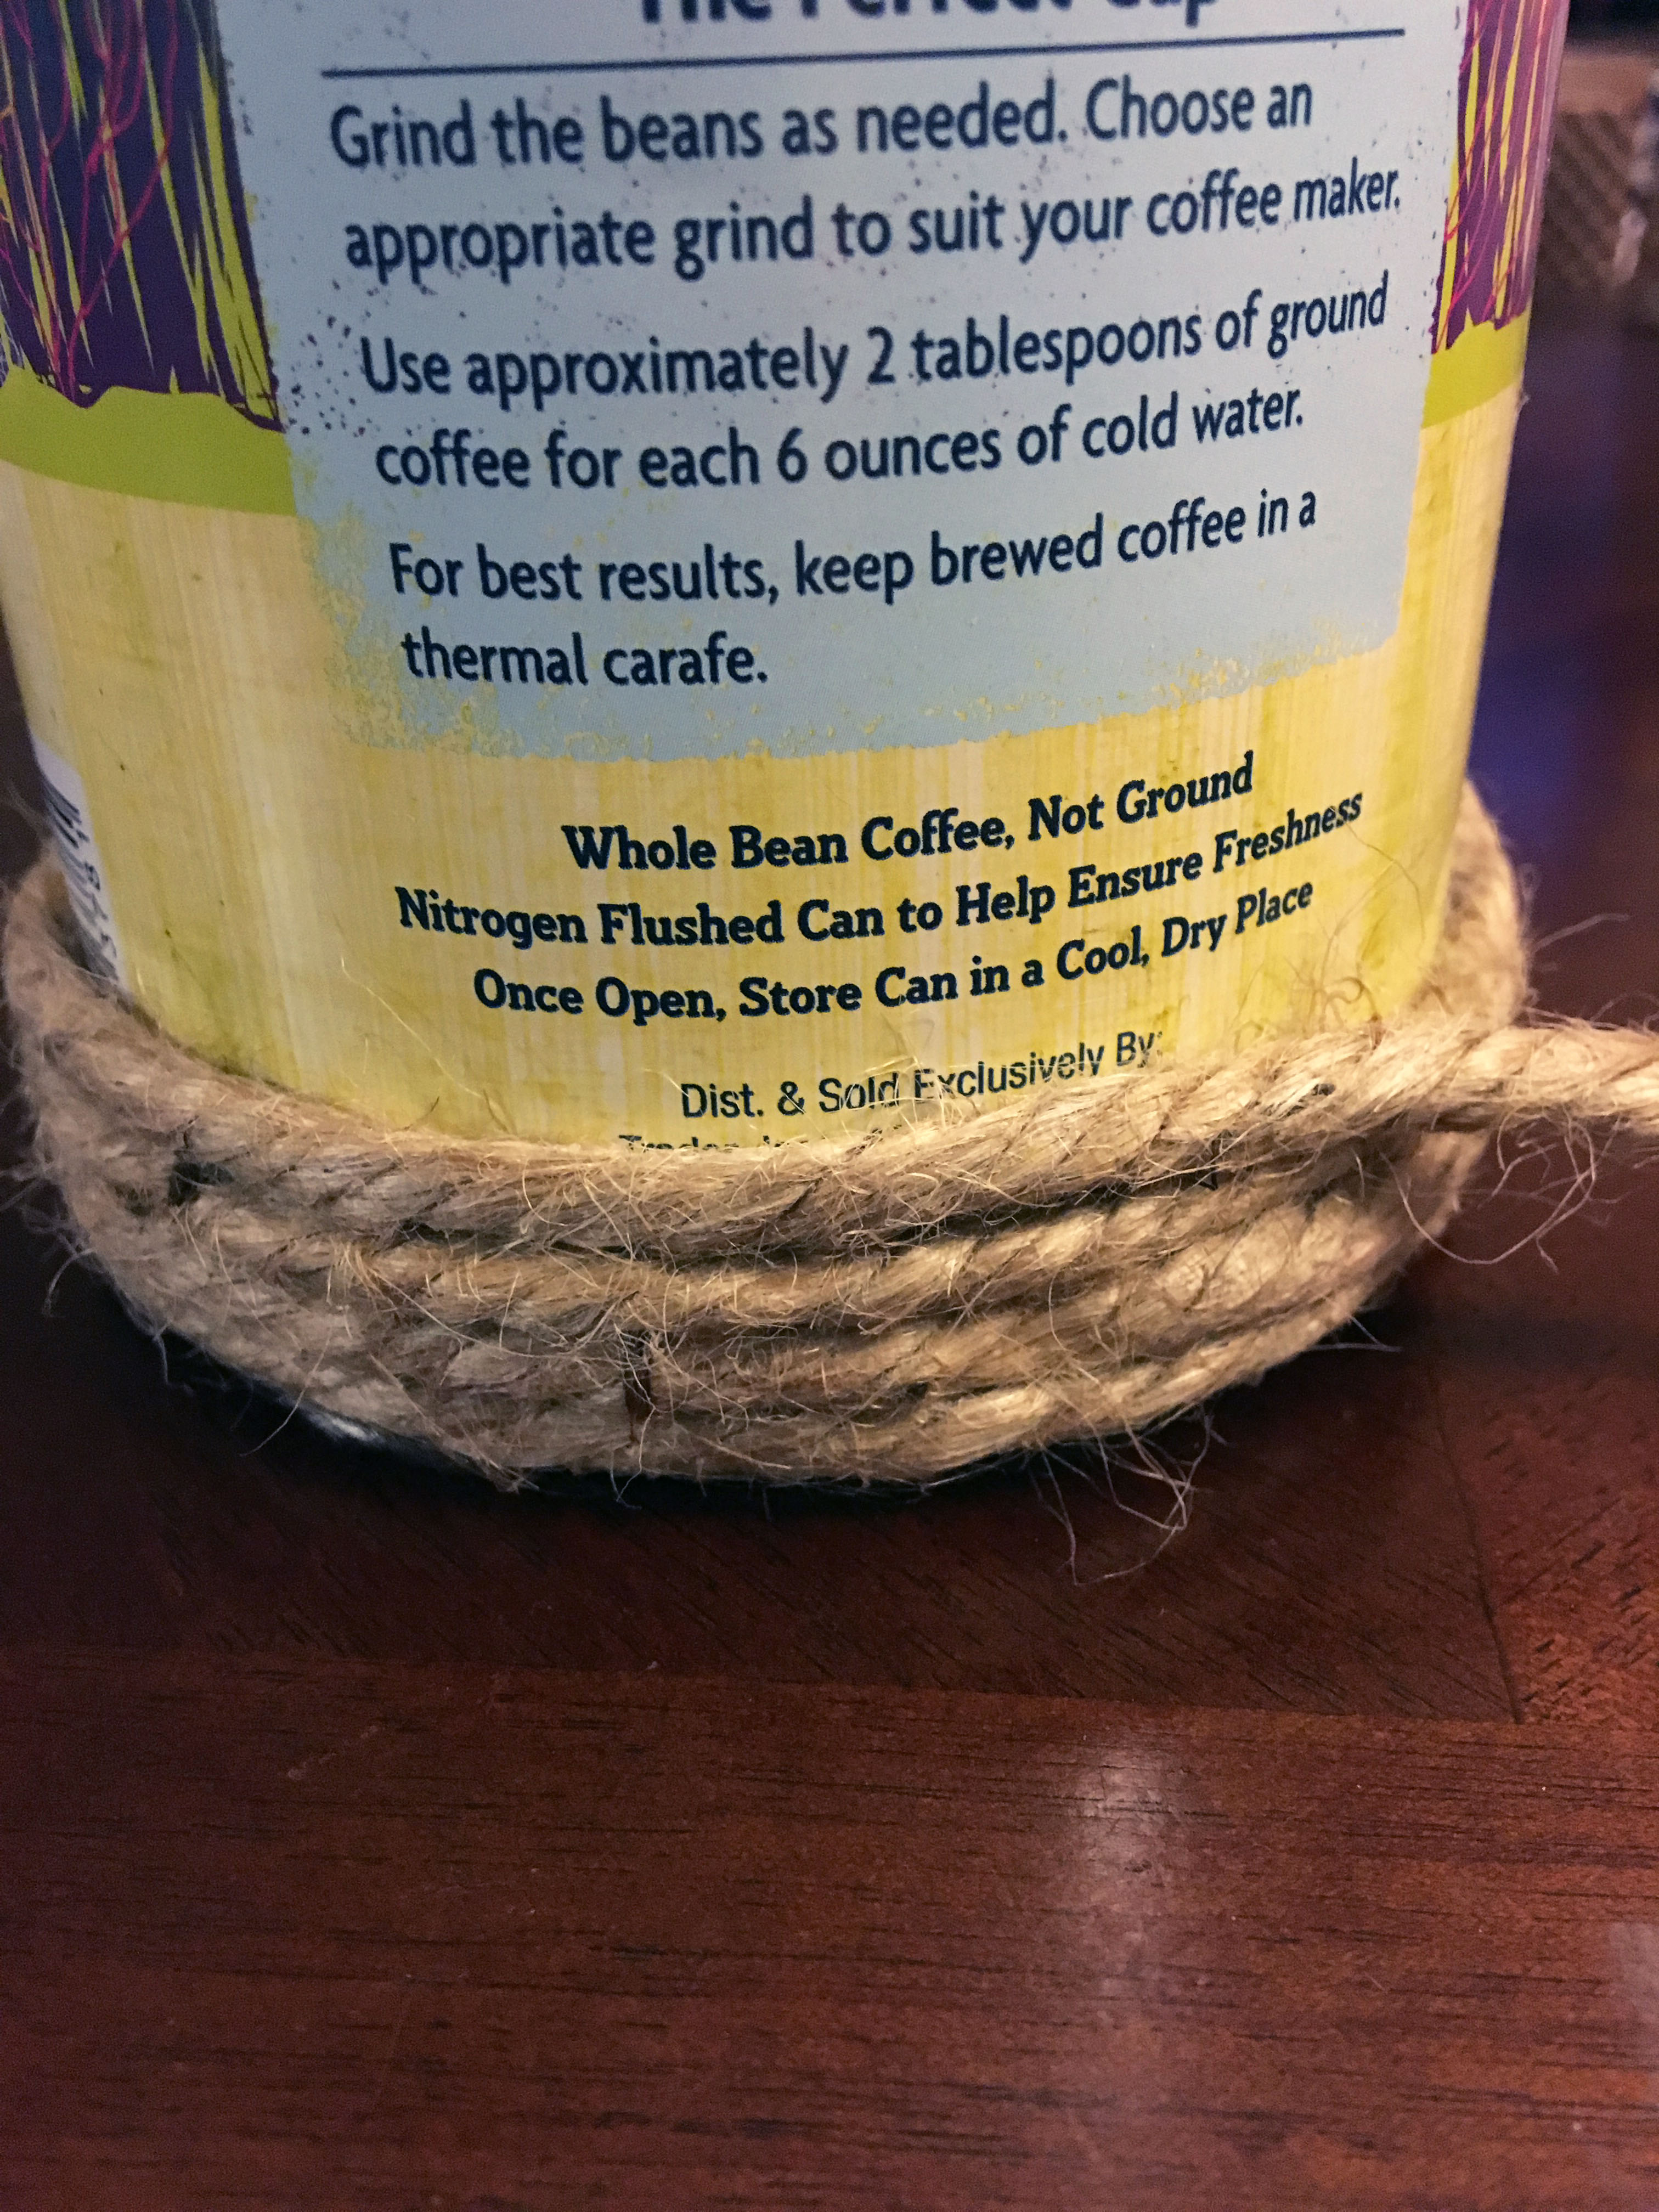 The Perfect Cup
Grind the beans as needed. Choose an
appropriate grind to suit your coffee maker.
Use approximately 2 tablespoons of ground
coffee for each 6 ounces of cold water.
For best results, keep brewed coffee in a
thermal carafe.
Whole Bean Coffee, Not Ground
Nitrogen Flushed Can to Help Ensure Freshness
Once Open, Store Can in a Cool, Dry Place
Dist. & Sold Exclusively By: